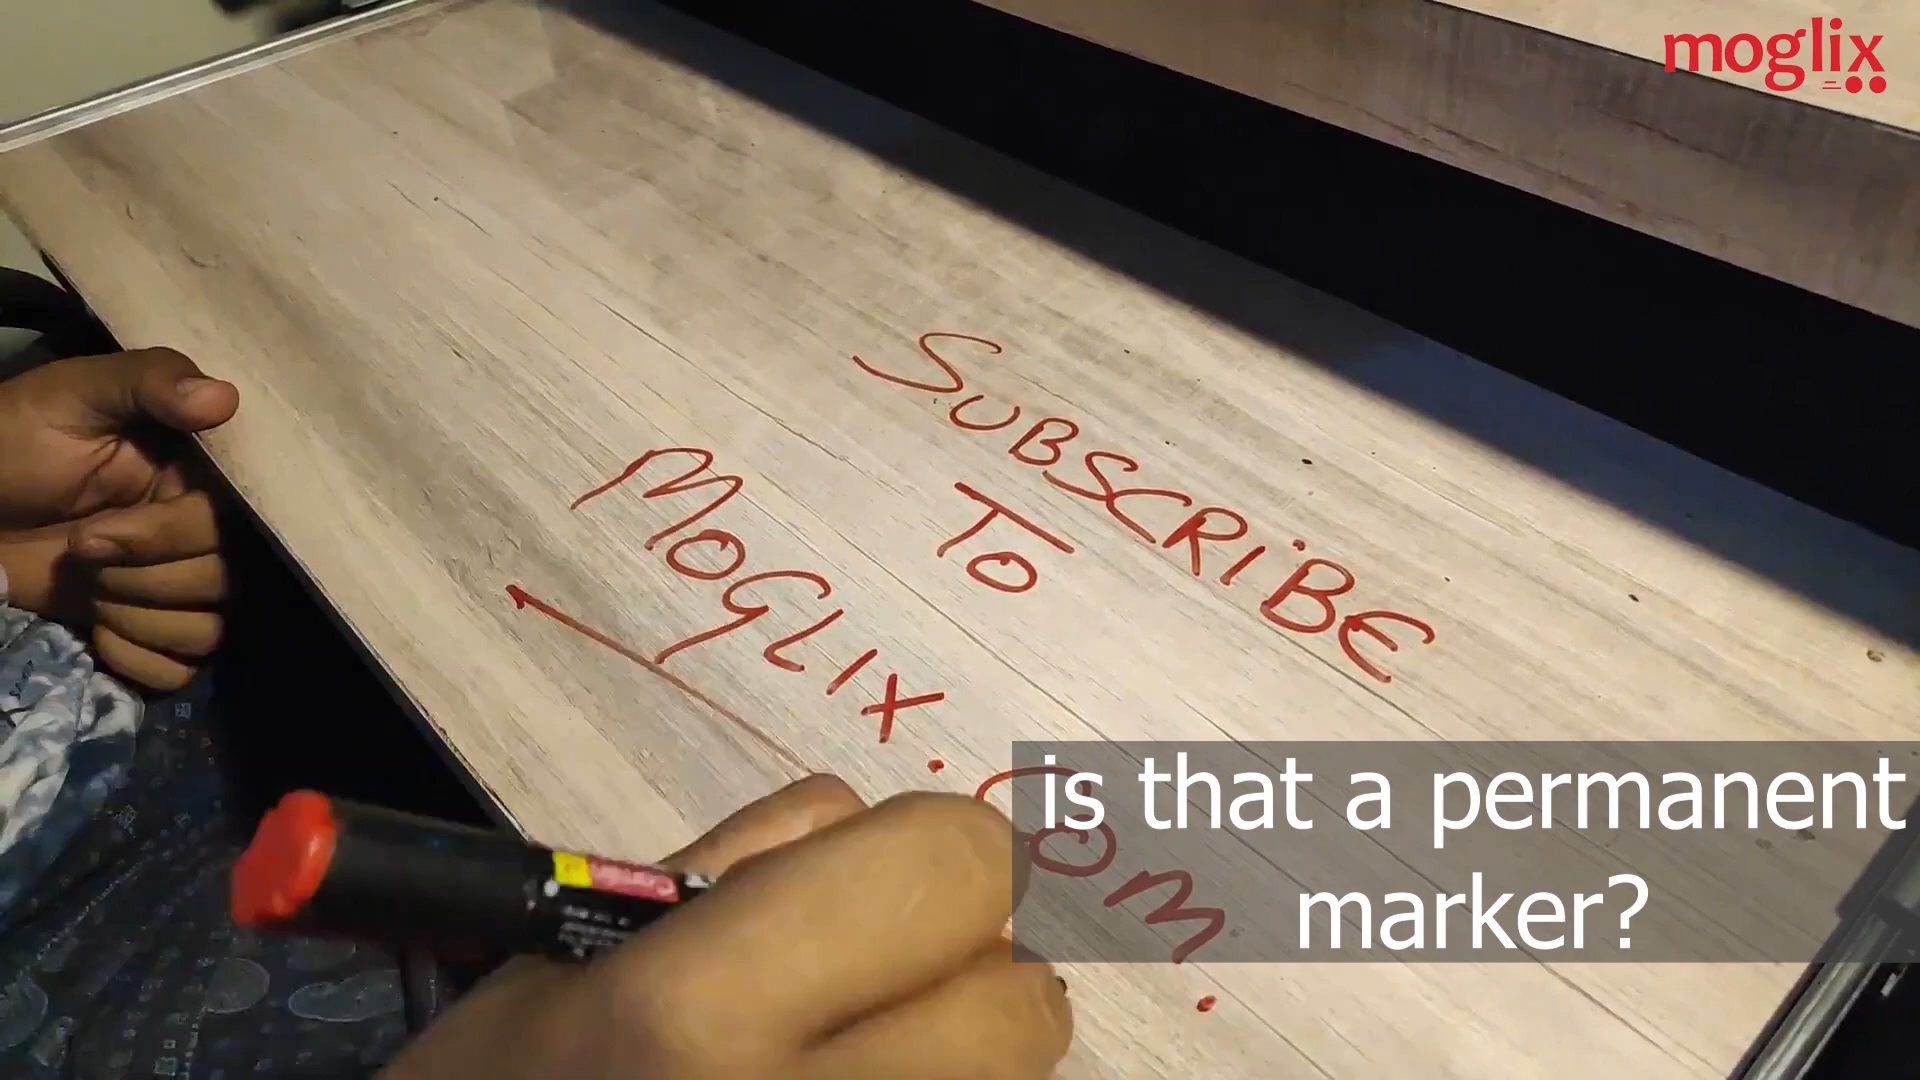 moglix
SUBSCRIBE
TO
MOGLIX.COM.
is that a permanent
marker?